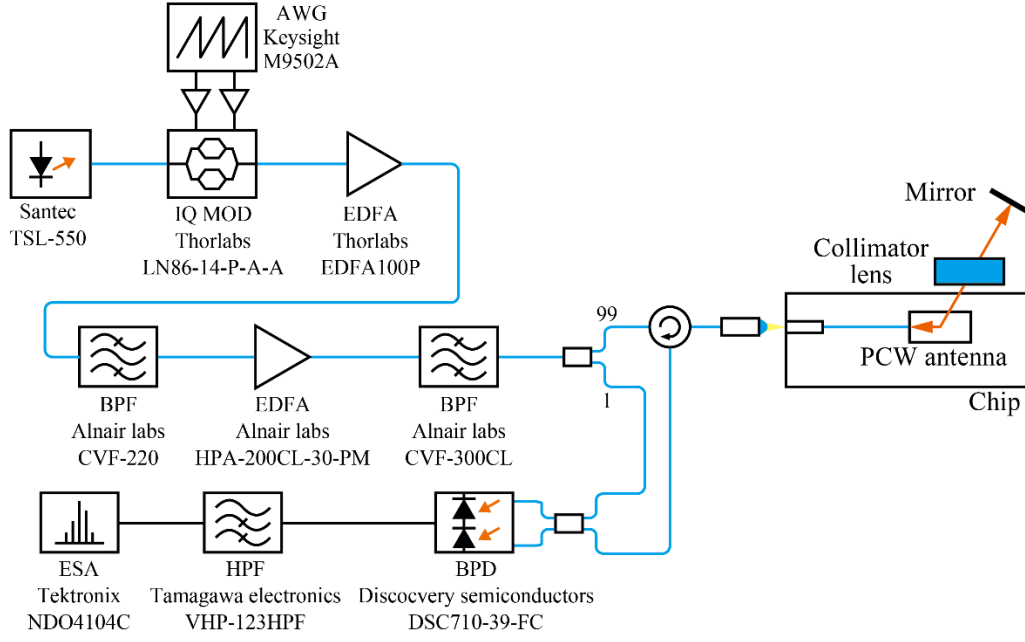 AWG
Keysight
M9502A
Santec
TSL-550
IQ MOD
Thorlabs
LN86-14-P-A-A
EDFA
Thorlabs
EDFA100P
Mirror
Collimator
lens
PCW antenna
Chip
99
1
BPF
Alnair labs
CVF-220
EDFA
Alnair labs
HPA-200CL-30-PM
BPF
Alnair labs
CVF-300CL
ESA
Tektronix
NDO4104C
HPF
Tamagawa electronics
VHP-123HPF
BPD
Discocvery semiconductors
DSC710-39-FC